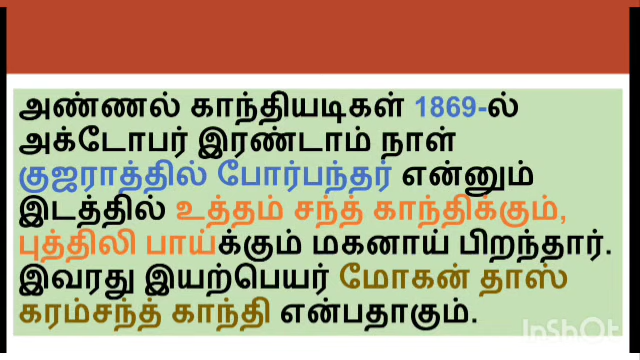 அண்ணல் காந்தியடிகள் 1869-ல்
அக்டோபர் இரண்டாம் நாள்
குஜராத்தில் போர்பந்தர் என்னும்
இடத்தில் உத்தம் சந்த் காந்திக்கும்,
புத்திலி பாய்க்கும் மகனாய் பிறந்தார்.
இவரது இயற்பெயர் மோகன் தாஸ்
கரம்சந்த் காந்தி என்பதாகும்.
InShOt